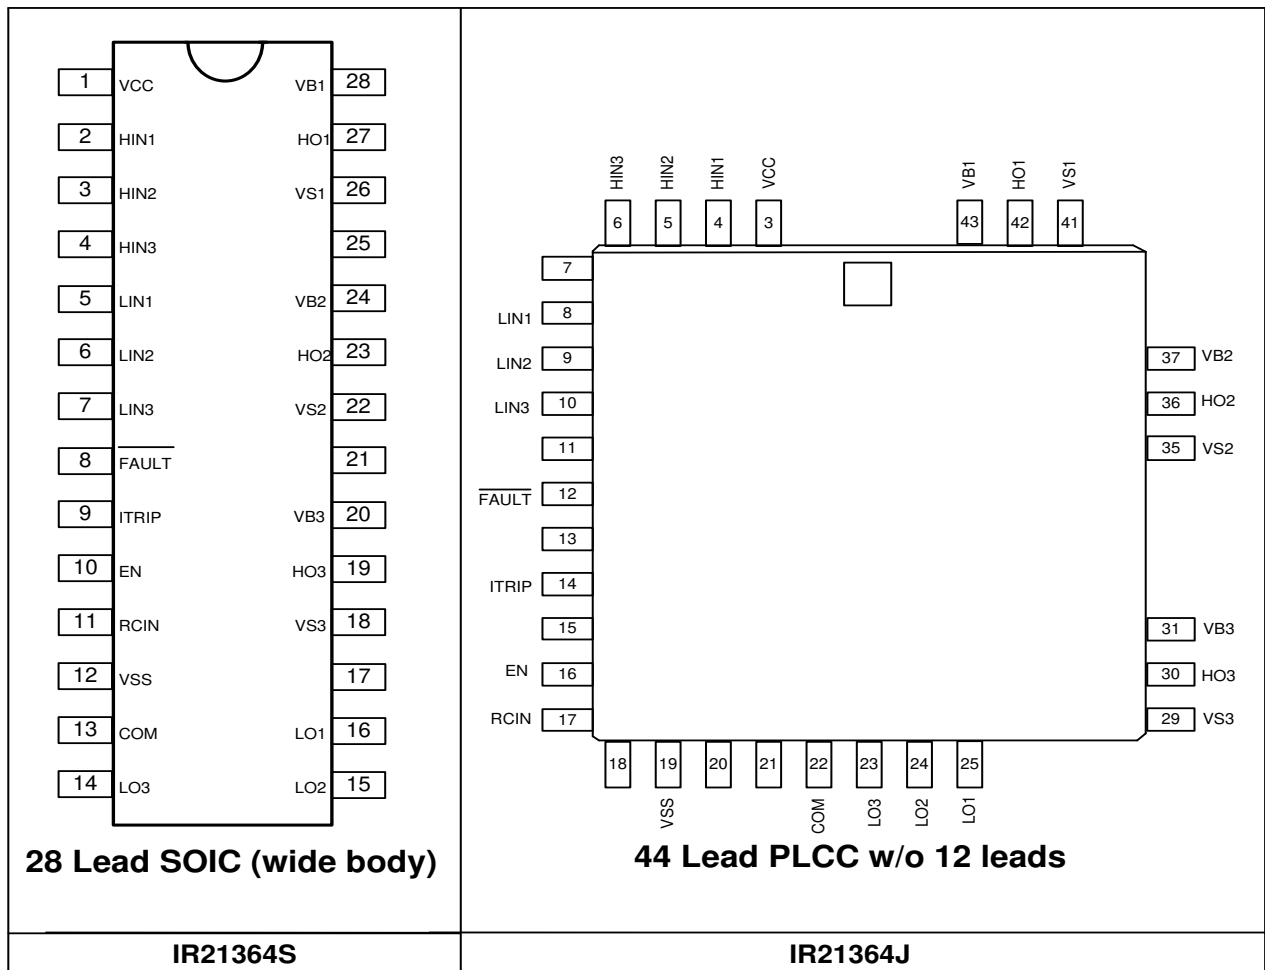 1 VCC VB1 28
2 HIN1 HO1 27
3 HIN2 VS1 26
4 HIN3 25
5 LIN1 VB2 24
6 LIN2 HO2 23
7 LIN3 VS2 22
8 FAULT 21
9 ITRIP VB3 20
10 EN HO3 19
11 RCIN VS3 18
12 VSS 17
13 COM LO1 16
14 LO3 LO2 15
28 Lead SOIC (wide body)
IR21364S
HIN3 HIN2 HIN1 VCC VB1 HO1 VS1
6 5 4 3 43 42 41
7
LIN1 8
LIN2 9 37 VB2
LIN3 10 36 HO2
11 35 VS2
FAULT 12
13
ITRIP 14
15 31 VB3
EN 16 30 HO3
RCIN 17 29 VS3
18 19 20 21 22 23 24 25
VSS COM LO3 LO2 LO1
44 Lead PLCC w/o 12 leads
IR21364J